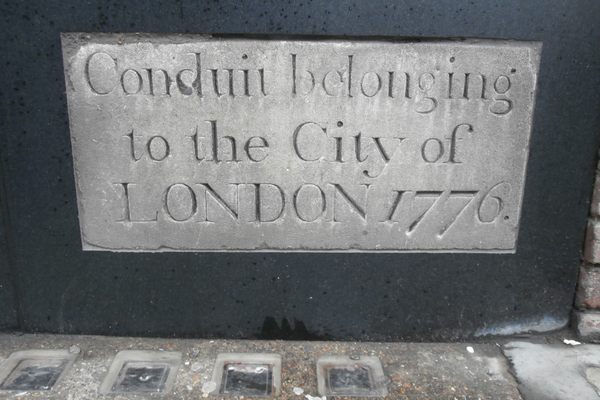 Conduit belonging
to the City of
LONDON 1776.